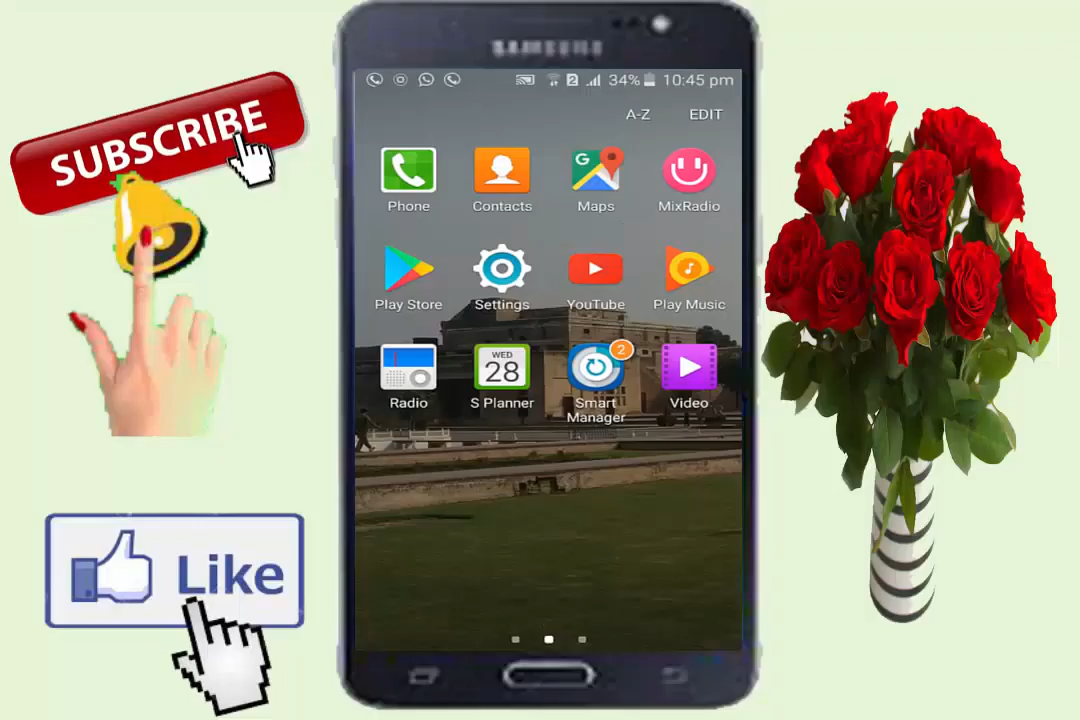 SUBSCRIBE
Like
SAMSUNG
2 34% 10:45 pm
A-Z EDIT
Phone Contacts Maps MixRadio
Play Store Settings YouTube Play Music
WED
28
2
Radio S Planner Smart Manager Video